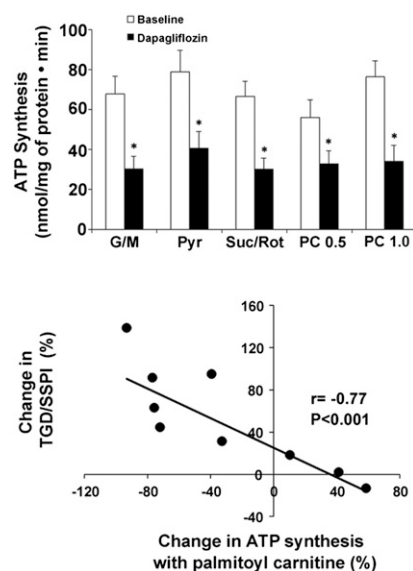 Baseline
Dapagliflozin
ATP Synthesis
(nmol/mg of protein • min)
100
80
60
40
20
0
* * * * *
G/M Pyr Suc/Rot PC 0.5 PC 1.0
Change in
TGD/SSPI (%)
160
120
80
40
0
-40
r= -0.77
P<0.001
-120 -80 -40 0 40 80
Change in ATP synthesis
with palmitoyl carnitine (%)